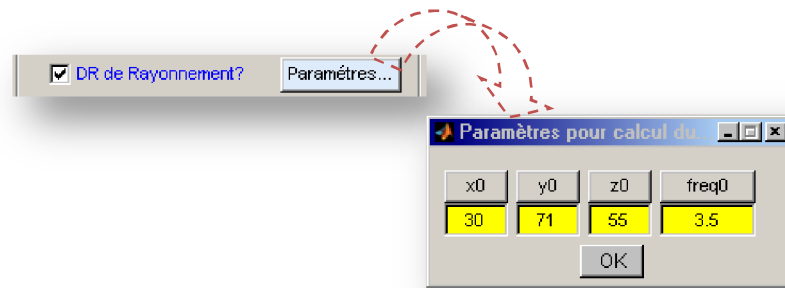 DR de Rayonnement? Paramétres...
Paramètres pour calcul du
x0 y0 z0 freq0
30 71 55 3.5
OK